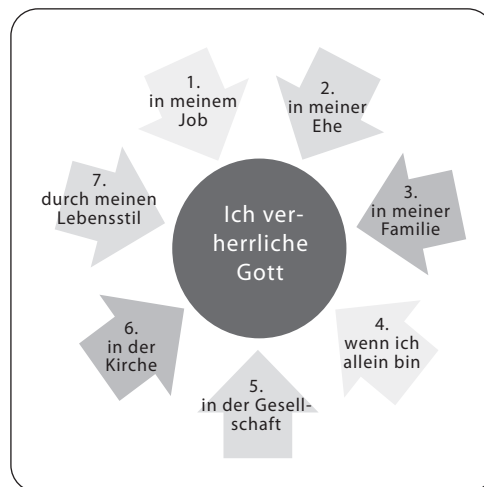 Ich ver-
herrliche
Gott
1.
in meinem
Job
2.
in meiner
Ehe
3.
in meiner
Familie
4.
wenn ich
allein bin
5.
in der Gesell-
schaft
6.
in der
Kirche
7.
durch meinen
Lebensstil